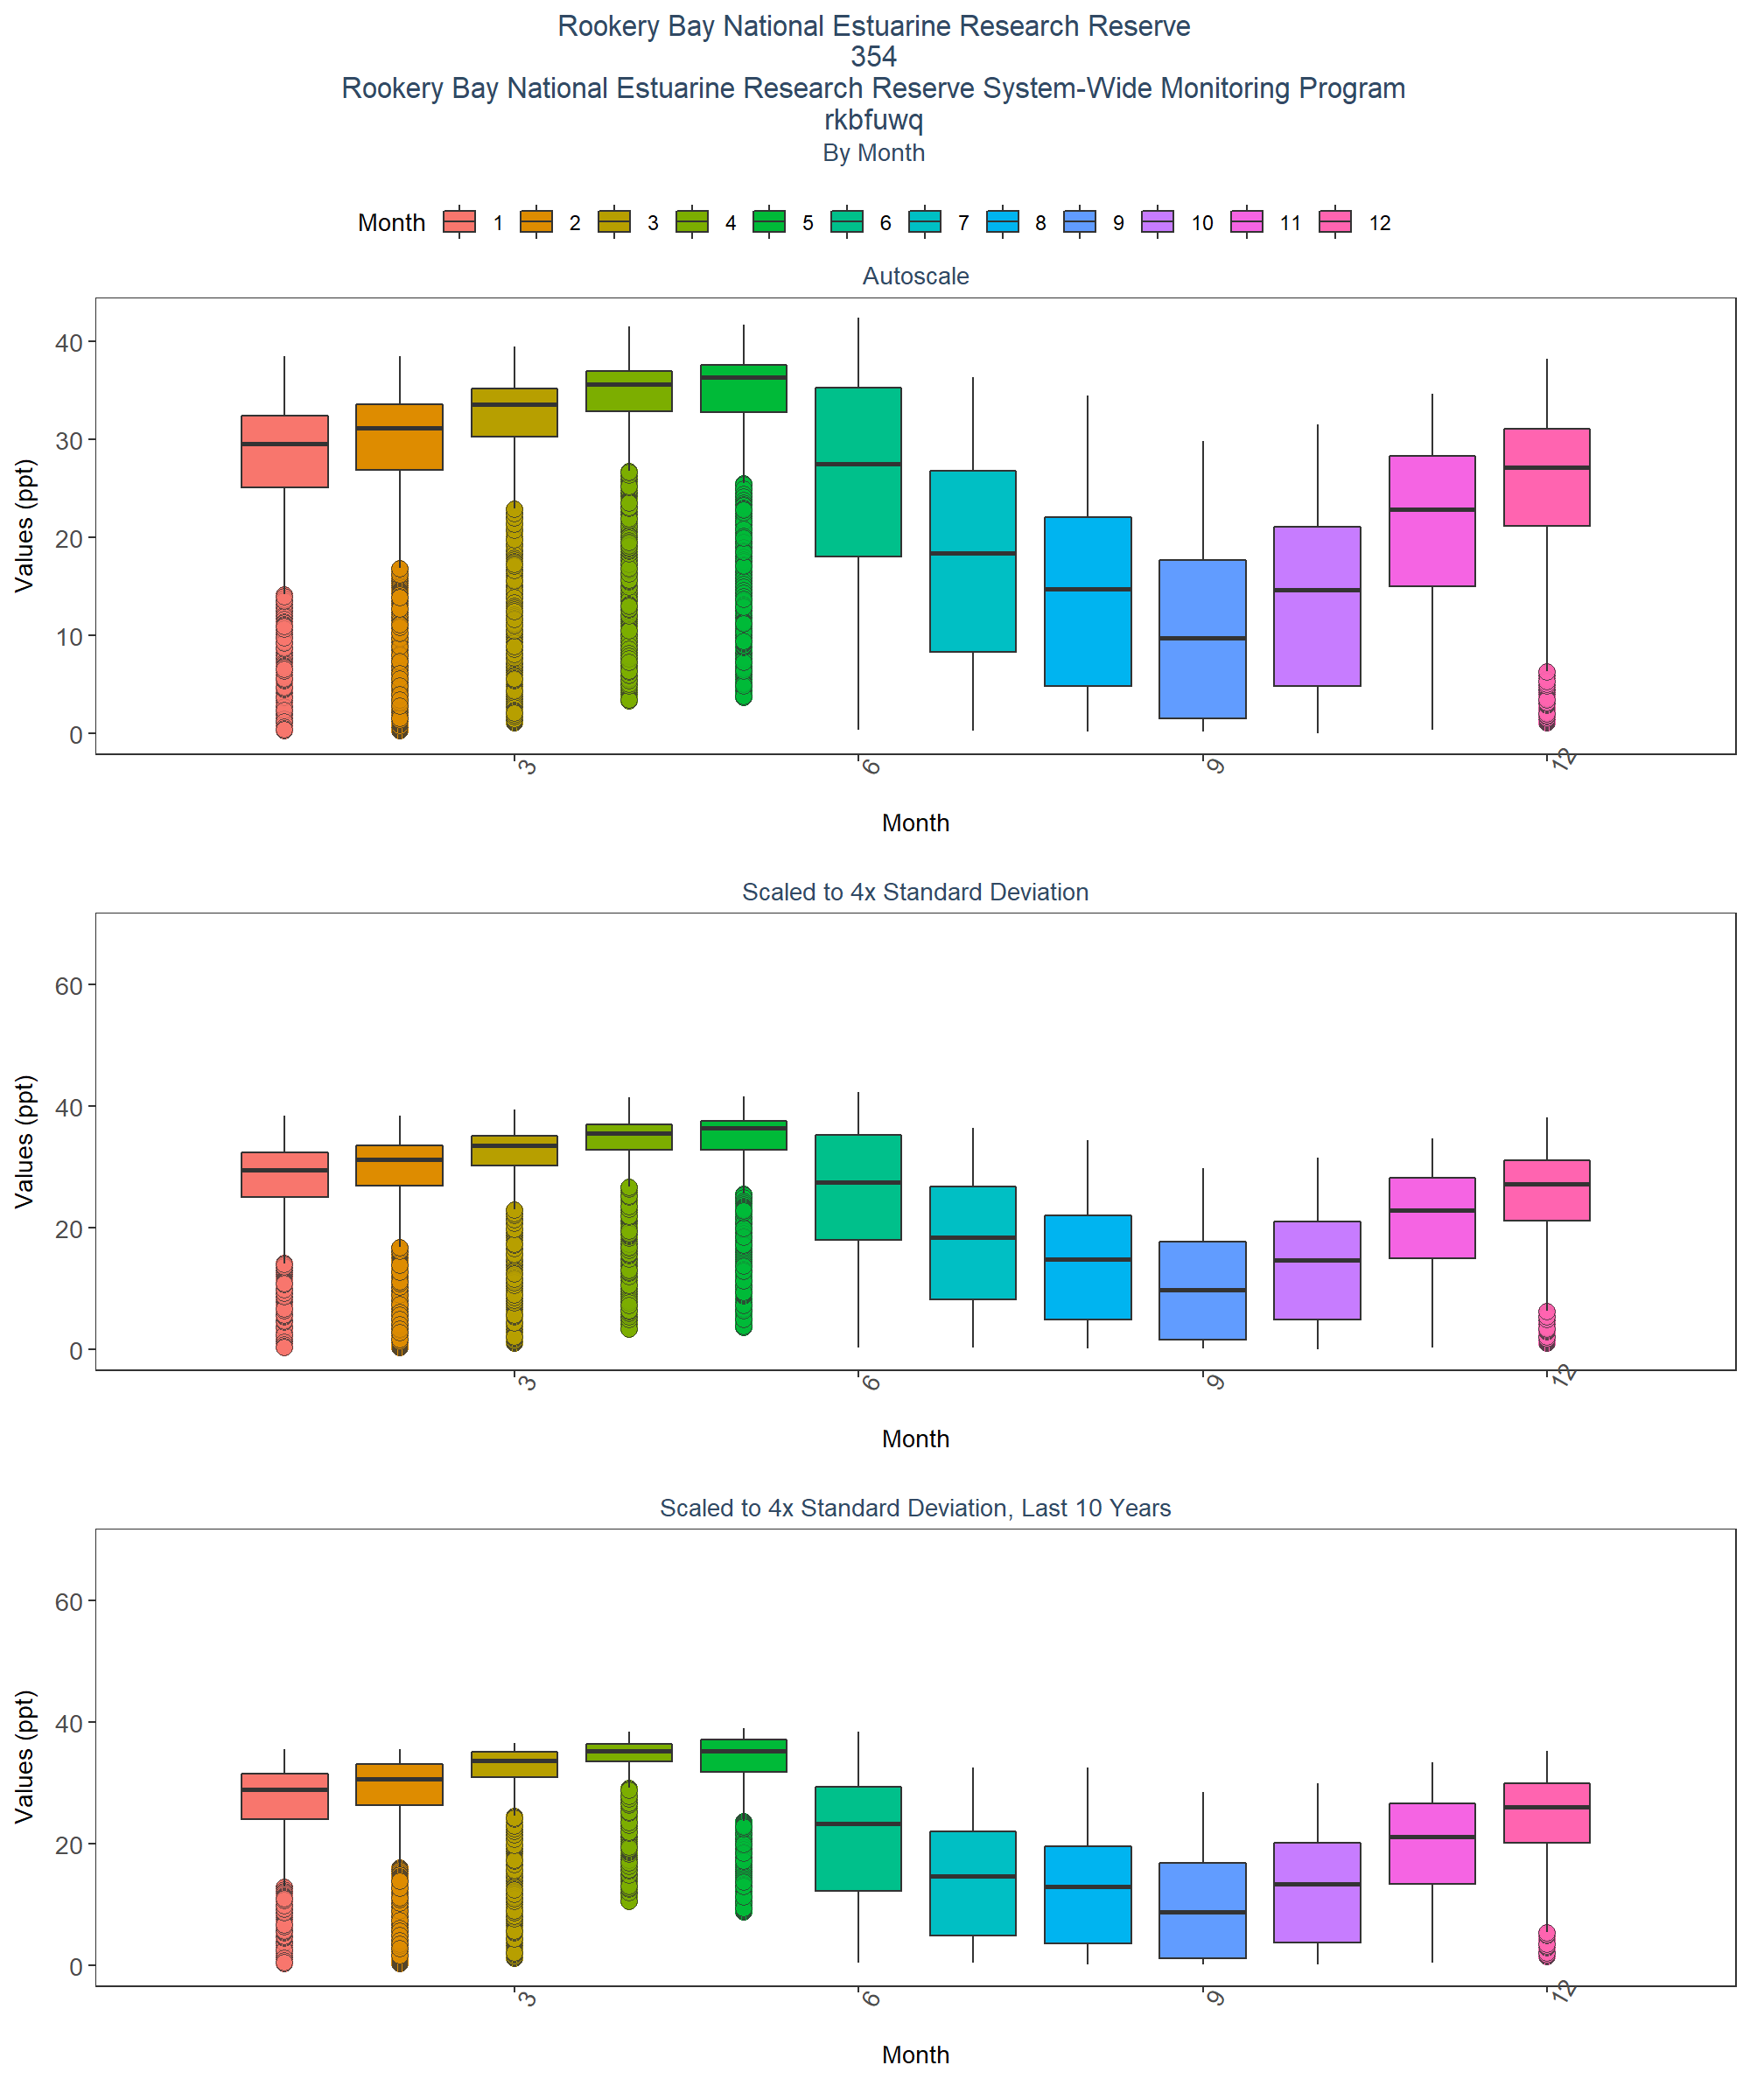 Rookery Bay National Estuarine Research Reserve
354
Rookery Bay National Estuarine Research Reserve System-Wide Monitoring Program
rkbfuwq
By Month
Month 1 2 3 4 5 6 7 8 9 10 11 12
Autoscale
Values (ppt)
40
30
20
10
0
3 6 9 12
Month
Scaled to 4x Standard Deviation
Values (ppt)
60
40
20
0
3 6 9 12
Month
Scaled to 4x Standard Deviation, Last 10 Years
Values (ppt)
60
40
20
0
3 6 9 12
Month